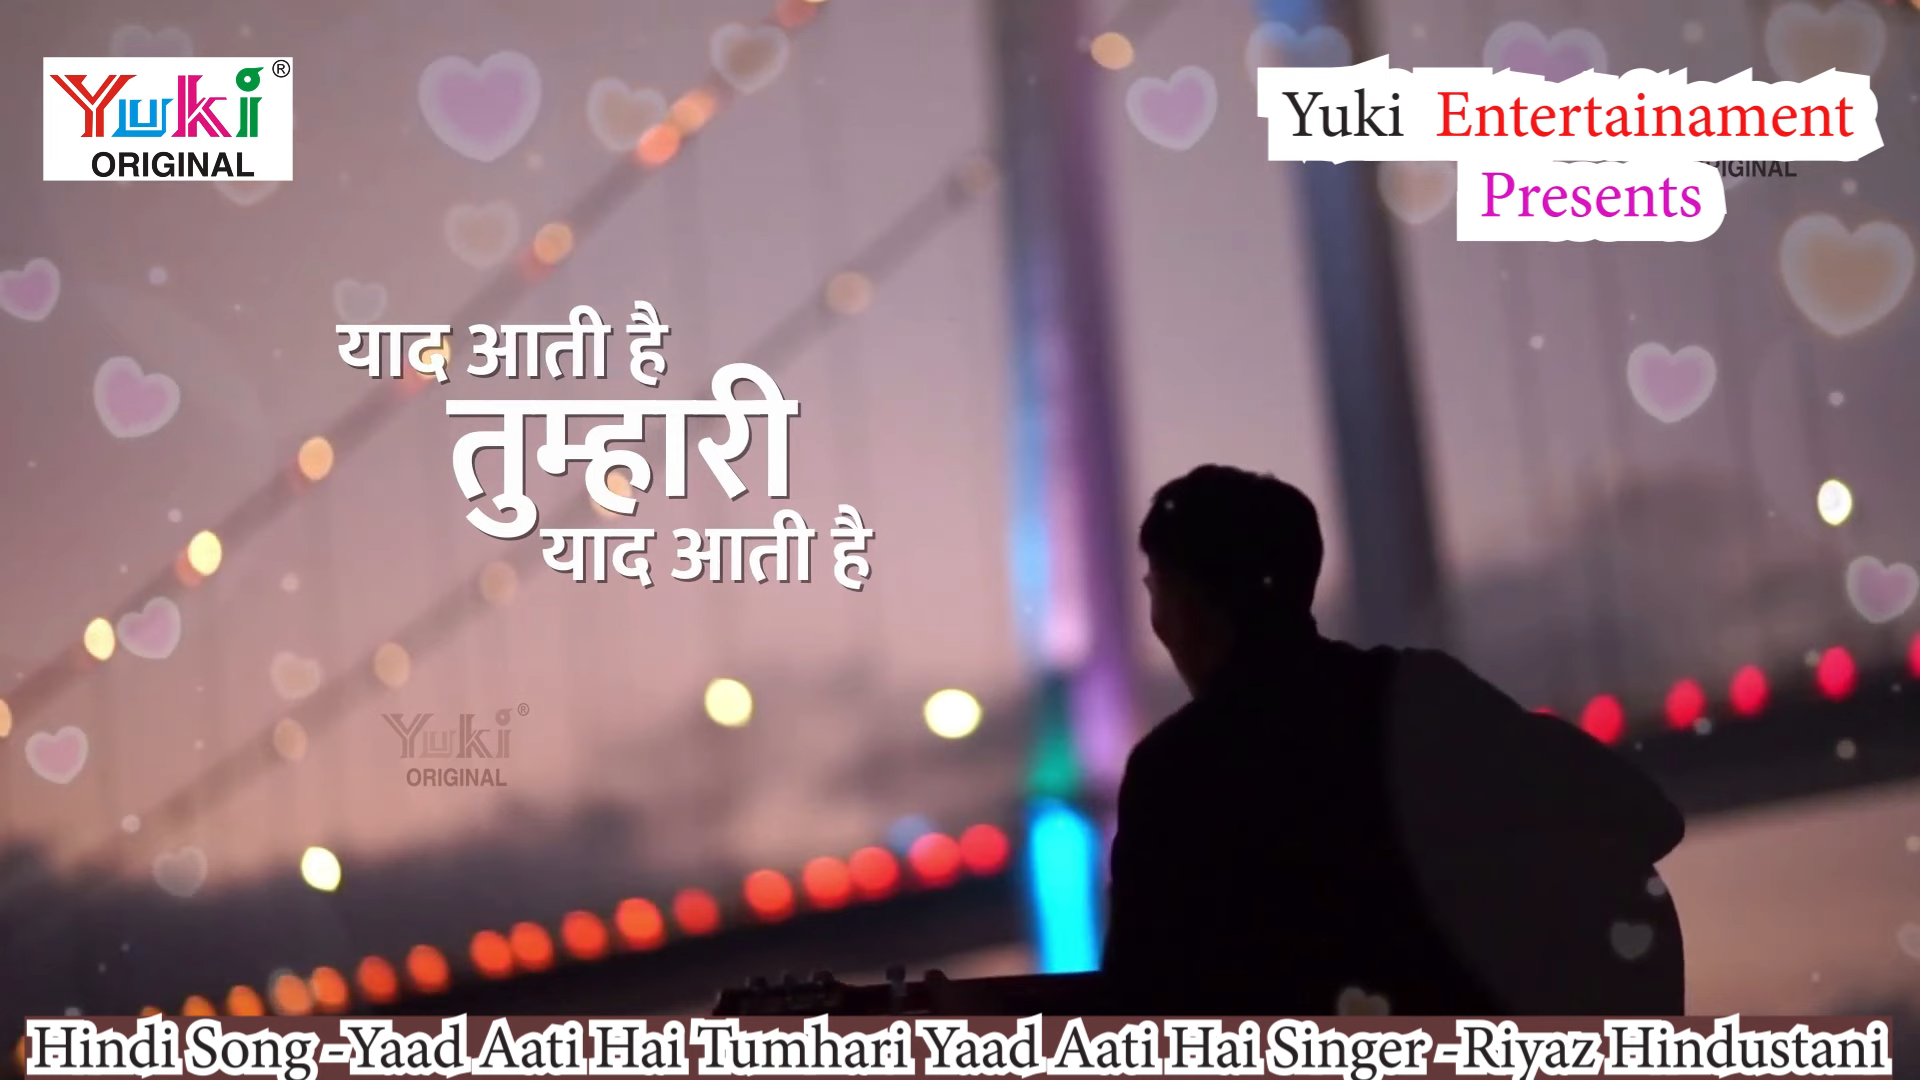 Yuki®
ORIGINAL
Yuki Entertainament
Presents
IGINAL
याद आती है
तुम्हारी
याद आती है
Yuki®
ORIGINAL
Hindi Song -Yaad Aati Hai Tumhari Yaad Aati Hai Singer -Riyaz Hindustani